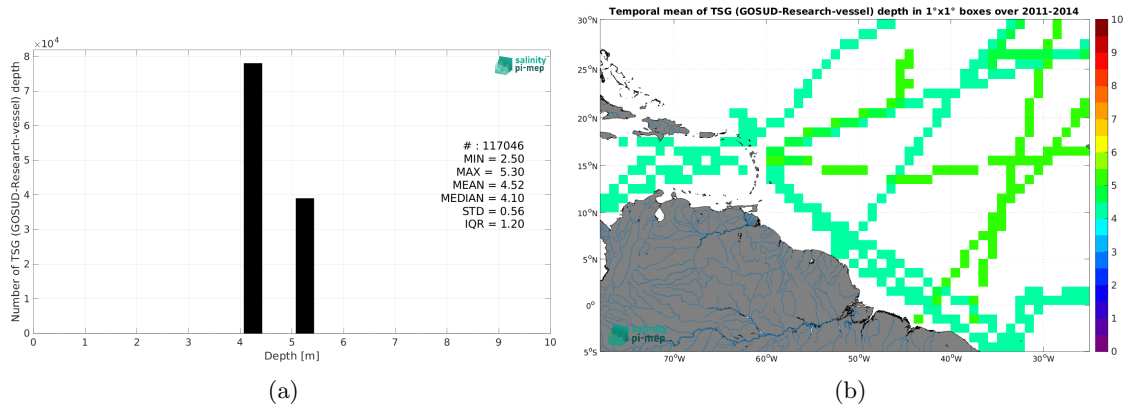 ×10⁴
8
7
6
5
4
3
2
1
0
Number of TSG (GOSUD-Research-vessel) depth
salinity
pi-mep
# : 117046
MIN = 2.50
MAX = 5.30
MEAN = 4.52
MEDIAN = 4.10
STD = 0.56
IQR = 1.20
0 1 2 3 4 5 6 7 8 9 10
Depth [m]
(a)
Temporal mean of TSG (GOSUD-Research-vessel) depth in 1°x1° boxes over 2011-2014
30°N
25°N
20°N
15°N
10°N
5°N
0°
5°S
salinity
pi-mep
70°W 60°W 50°W 40°W 30°W
10
9
8
7
6
5
4
3
2
1
0
(b)